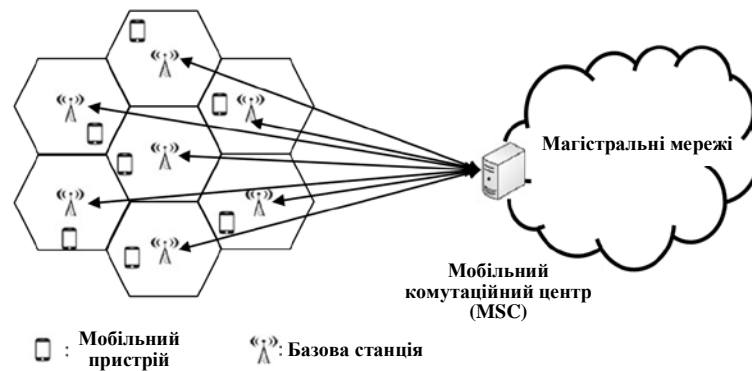 Магістральні мережі
Мобільний
комутаційний центр
(MSC)
: Мобільний
пристрій
: Базова станція